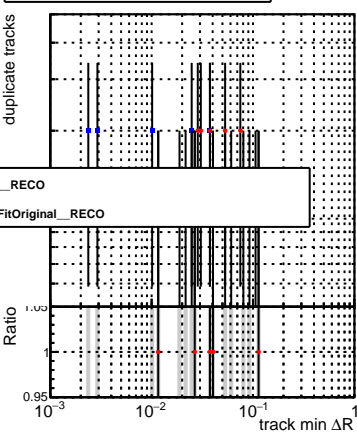 duplicate tracks
__RECO
FitOriginal__RECO
Ratio
1.05
1
0.95
10⁻³ 10⁻² 10⁻¹ 1
track min ΔR